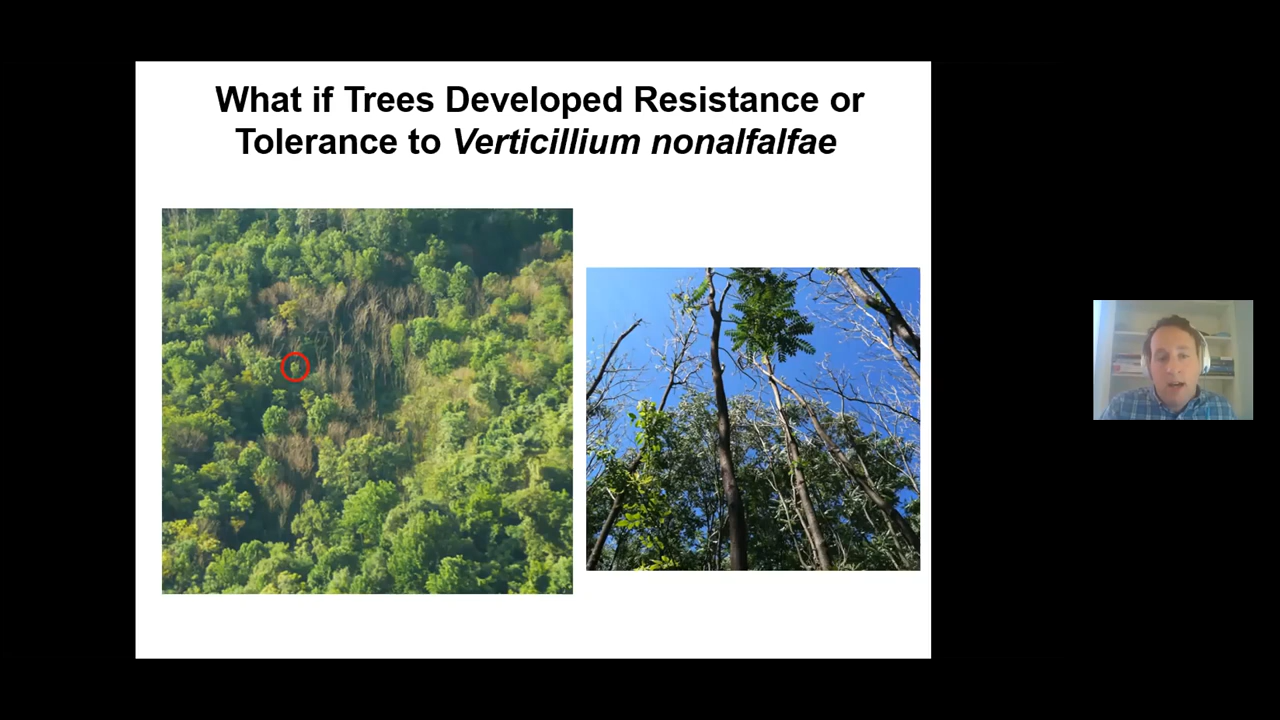 What if Trees Developed Resistance or
Tolerance to Verticillium nonalfalfae